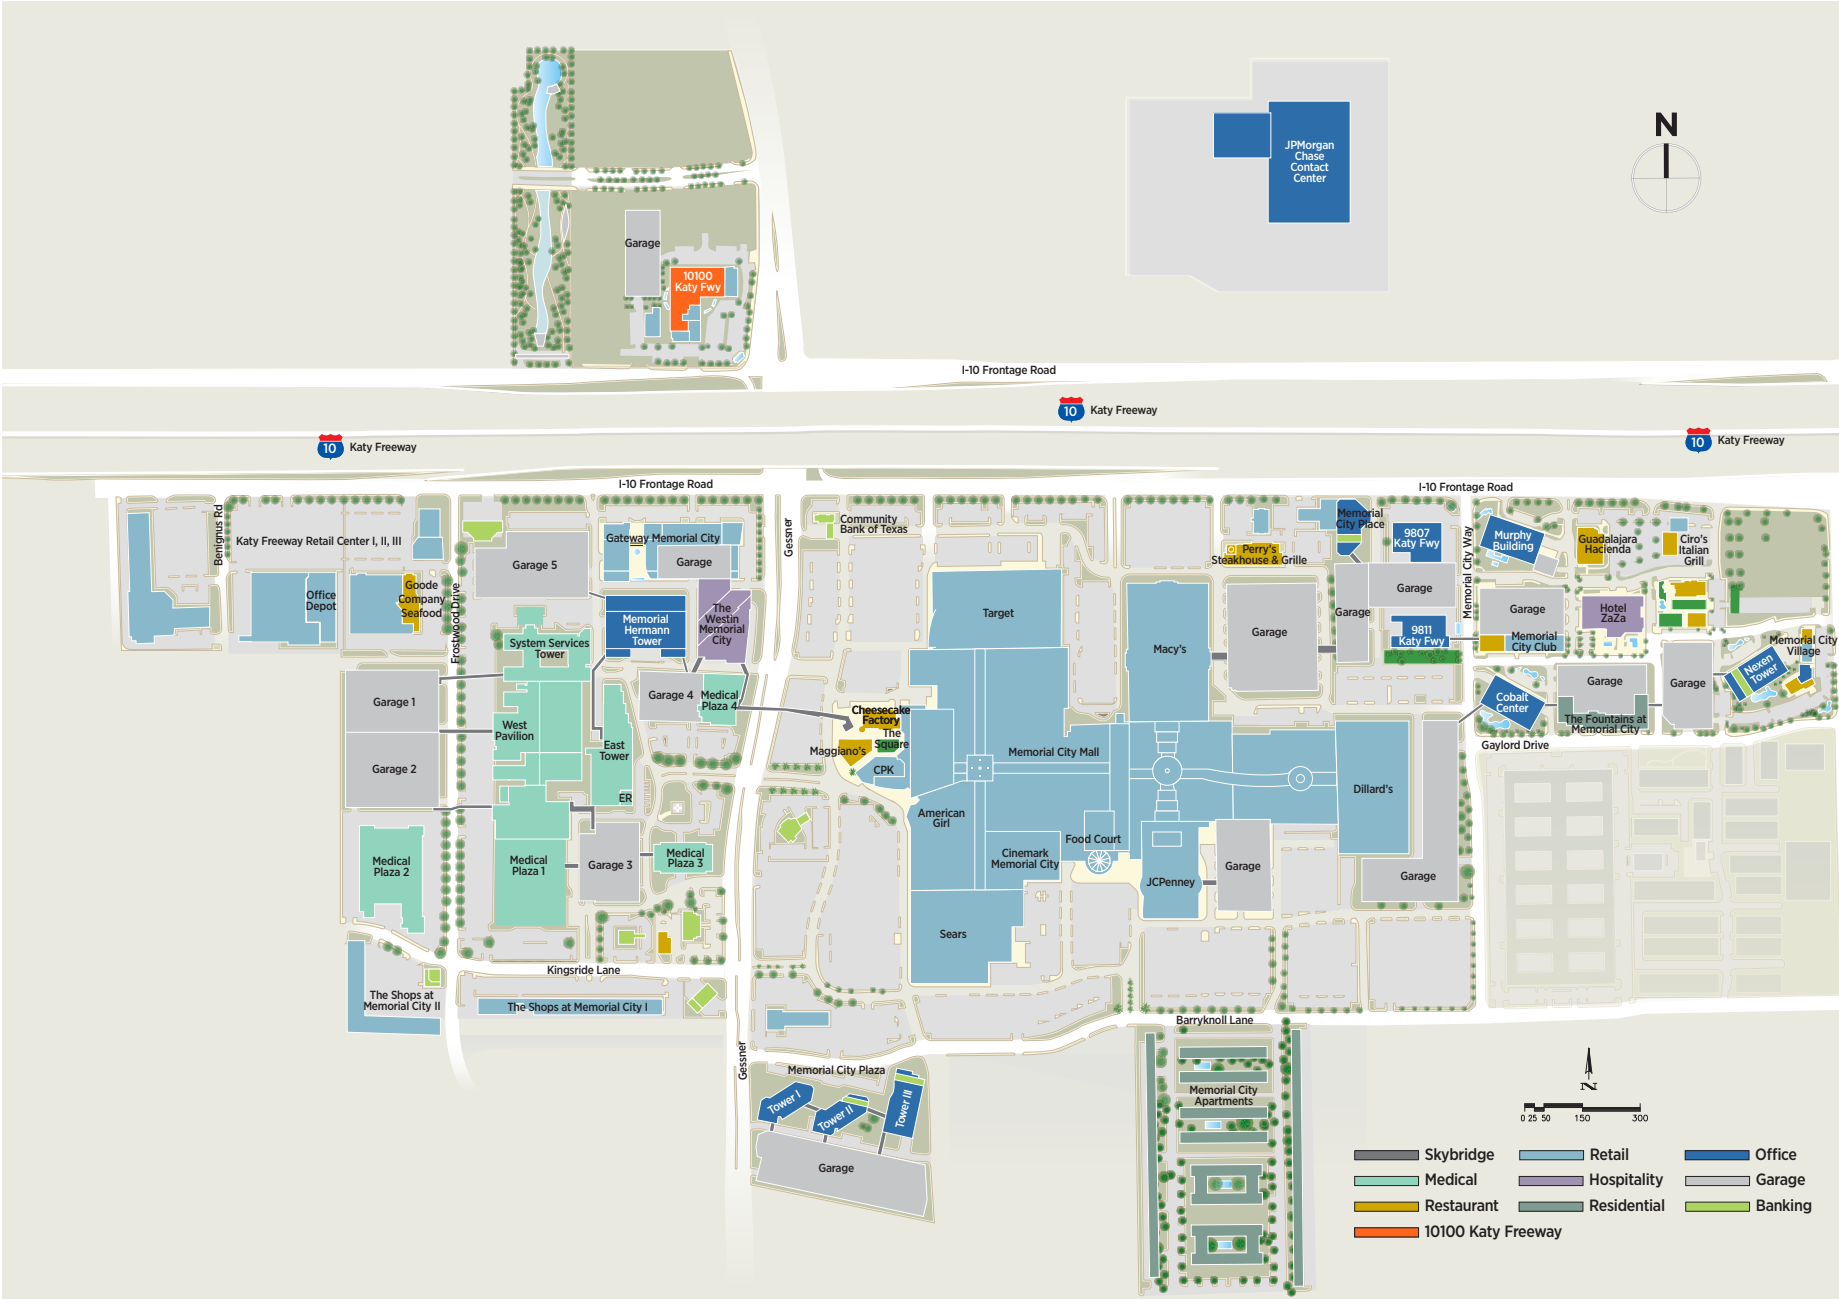 JPMorgan
Chase
Contact
Center
N
Garage
10100
Katy Fwy
I-10 Frontage Road
10 Katy Freeway
10 Katy Freeway
10 Katy Freeway
I-10 Frontage Road
I-10 Frontage Road
Benignus Rd
Katy Freeway Retail Center I, II, III
Office
Depot
Goode
Company
Seafood
Frostwood Drive
Garage 5
Gateway Memorial City
Garage
Gessner
Community
Bank of Texas
Memorial
Hermann
Tower
The
Westin
Memorial
City
System Services
Tower
Garage 4
Medical
Plaza 4
Garage 1
Garage 2
West
Pavilion
East
Tower
ER
Medical
Plaza 2
Medical
Plaza 1
Garage 3
Medical
Plaza 3
Cheesecake
Factory
The
Square
Maggiano's
CPK
Target
Macy's
Garage
Perry's
Steakhouse & Grille
Memorial
City Place
9807
Katy Fwy
Garage
Garage
9811
Katy Fwy
Memorial City Way
Murphy
Building
Guadalajara
Hacienda
Ciro's
Italian
Grill
Garage
Memorial
City Club
Hotel
ZaZa
Memorial City
Village
Nexen
Tower
Garage
Garage
Cobalt
Center
The Fountains at
Memorial City
Gaylord Drive
Memorial City Mall
American
Girl
Cinemark
Memorial City
Food Court
JCPenney
Garage
Dillard's
Garage
Sears
Kingsride Lane
The Shops at
Memorial City II
The Shops at Memorial City I
Barryknoll Lane
Gessner
Memorial City Plaza
Tower I
Tower II
Tower III
Garage
Memorial City
Apartments
N
0 25 50 150 300
Skybridge
Retail
Office
Medical
Hospitality
Garage
Restaurant
Residential
Banking
10100 Katy Freeway